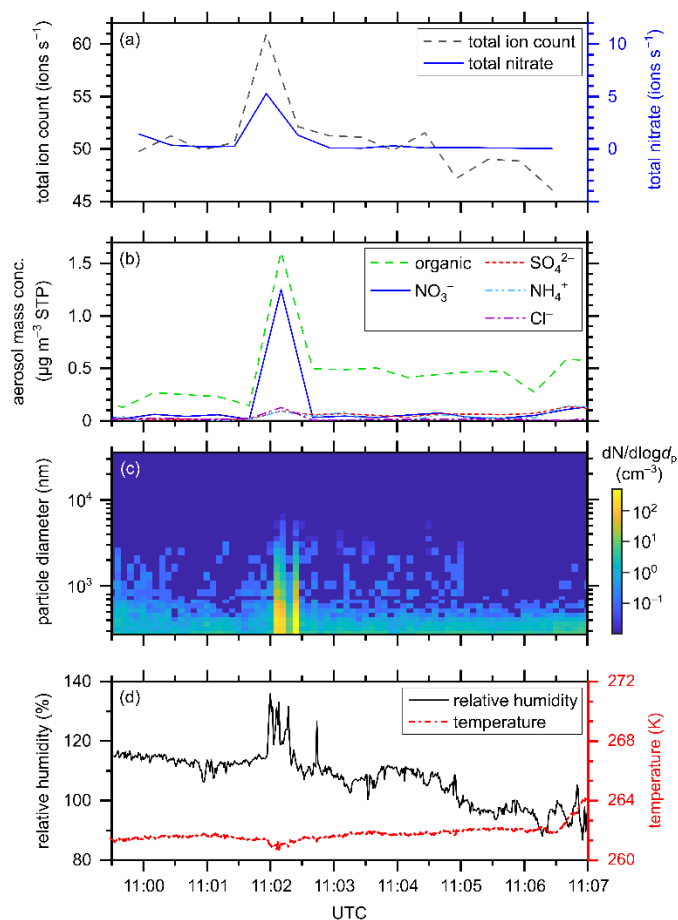 (a)
total ion count
total nitrate
60
55
50
45
total ion count (ions s⁻¹)
10
5
0
total nitrate (ions s⁻¹)
(b)
organic
NO₃⁻
SO₄²⁻
NH₄⁺
Cl⁻
1.5
1.0
0.5
0
aerosol mass conc.
(µg m⁻³ STP)
(c)
10⁴
10³
particle diameter (nm)
dN/dlogdₚ
(cm⁻³)
10²
10¹
10⁰
10⁻¹
(d)
relative humidity
temperature
140
120
100
80
relative humidity (%)
272
268
264
260
temperature (K)
11:00 11:01 11:02 11:03 11:04 11:05 11:06 11:07
UTC